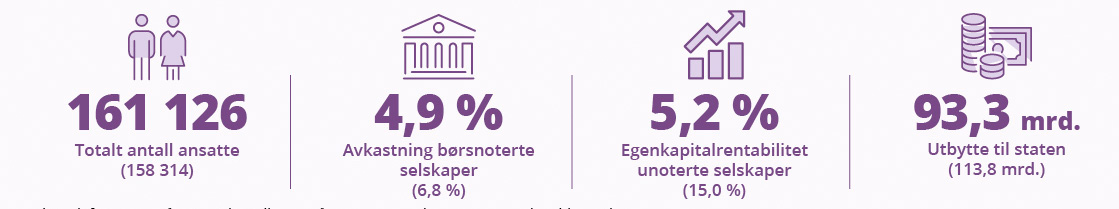 161 126
Totalt antall ansatte
(158 314)
4,9 %
Avkastning børsnoterte
selskaper
(6,8 %)
5,2 %
Egenkapitalrentabilitet
unoterte selskaper
(15,0 %)
93,3 mrd.
Utbytte til staten
(113,8 mrd.)